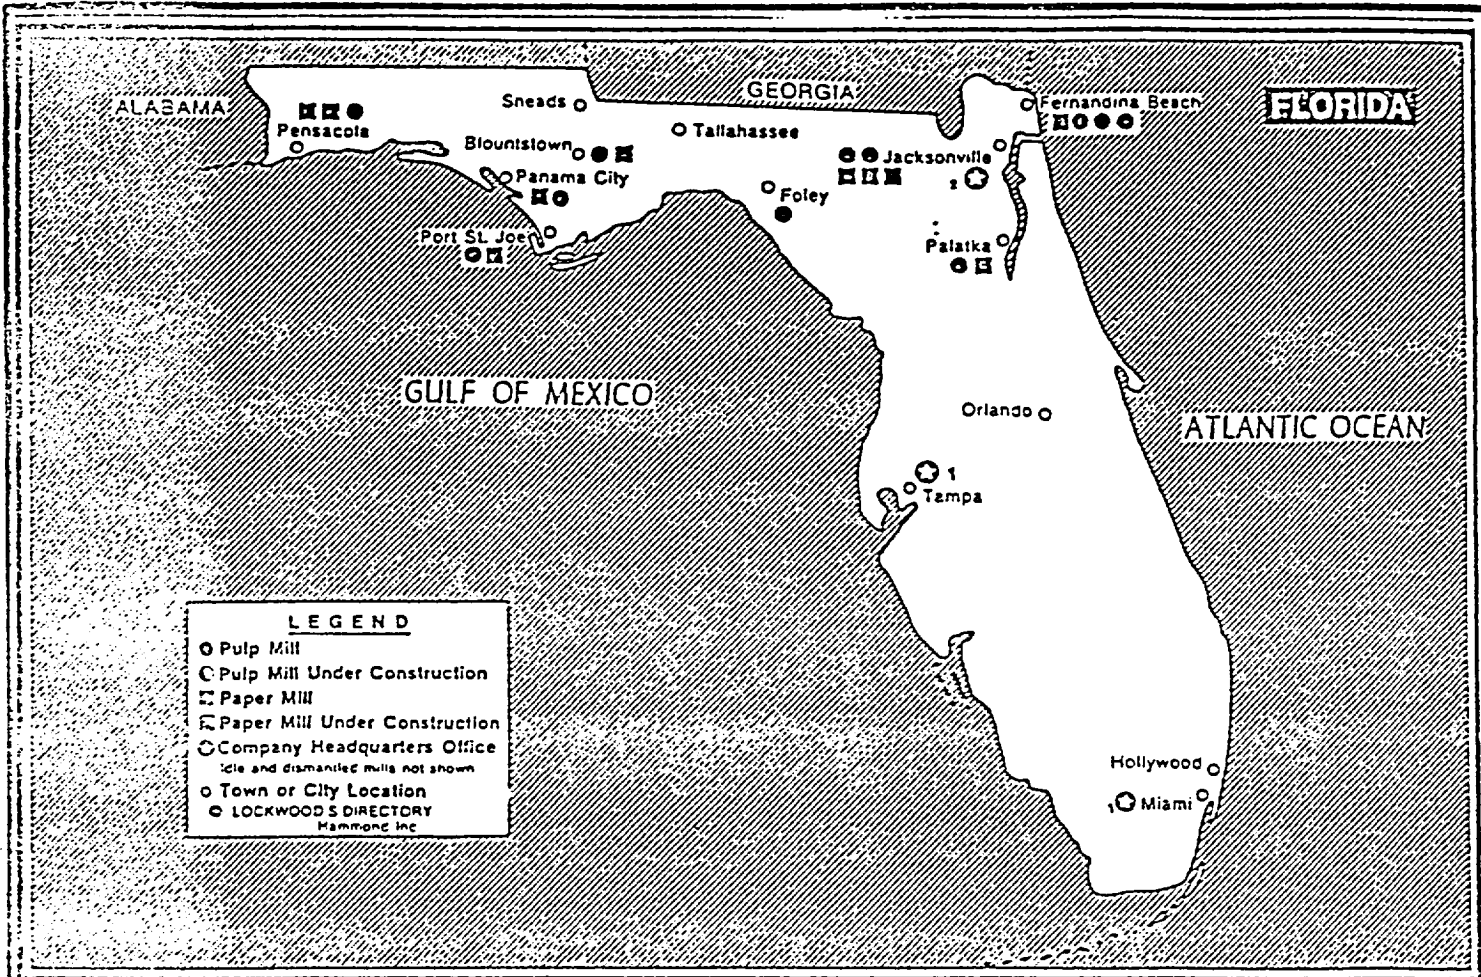 FLORIDA
ALABAMA
GEORGIA
Sneads
Fernandina Beach
Pensacola
Tallahassee
Blountstown
Jacksonville
Panama City
2
Foley
Port St. Joe
Palatka
GULF OF MEXICO
Orlando
ATLANTIC OCEAN
1
Tampa
LEGEND
Pulp Mill
Pulp Mill Under Construction
Paper Mill
Paper Mill Under Construction
Company Headquarters Office
Idle and dismantled mills not shown
Town or City Location
LOCKWOOD'S DIRECTORY
Hammond Inc
Hollywood
1 Miami